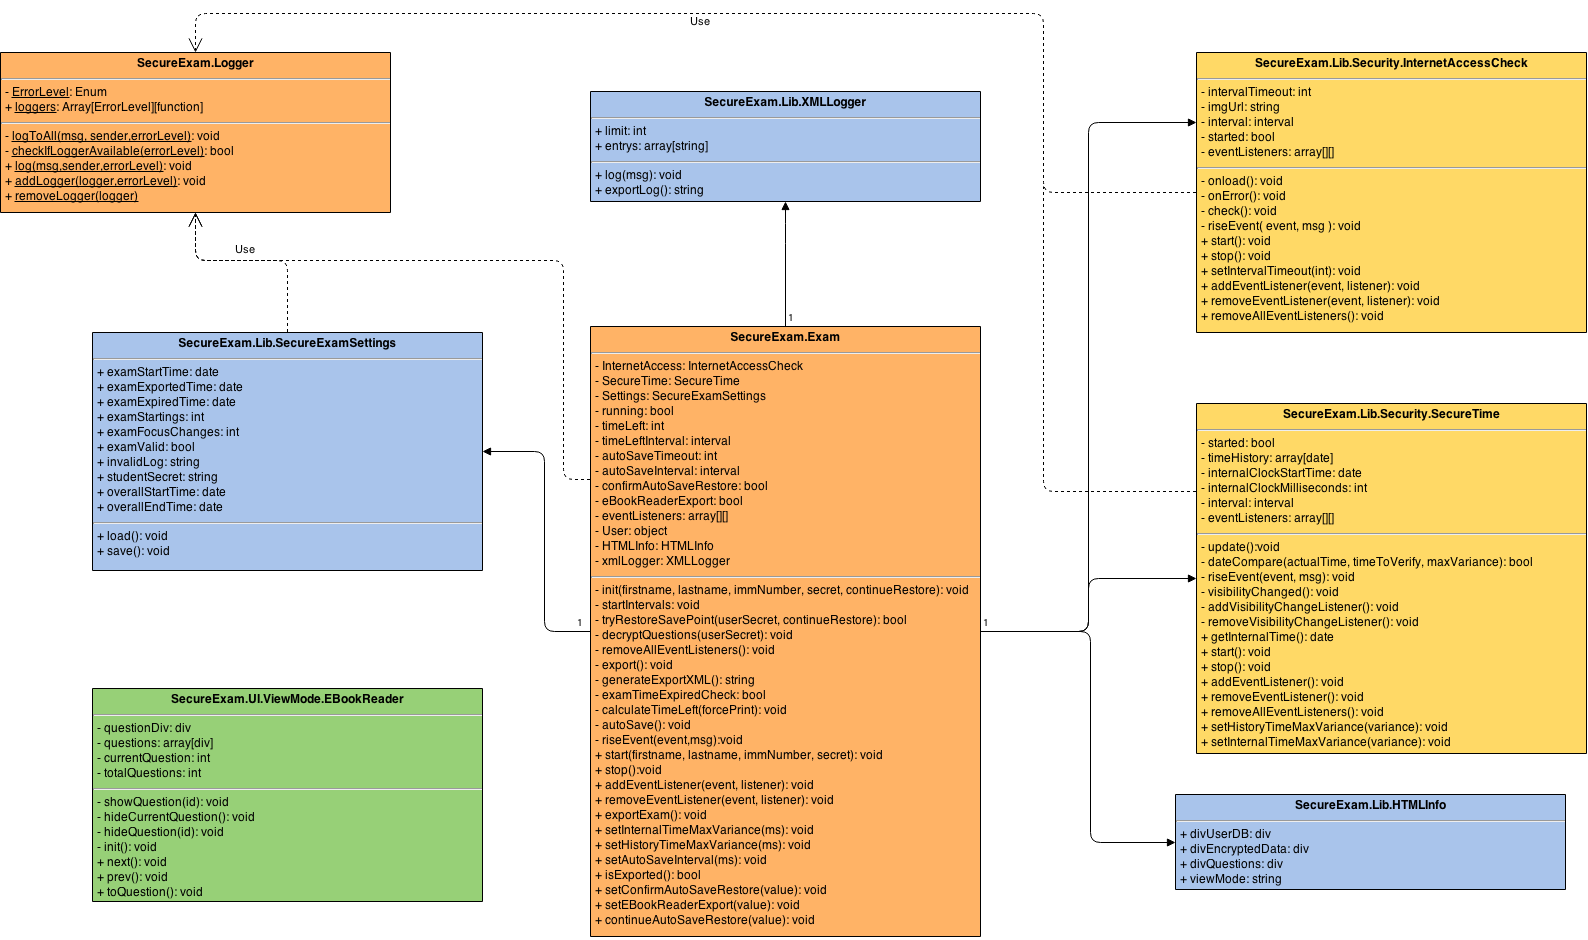 Use
SecureExam.Logger
- ErrorLevel: Enum
+ loggers: Array[ErrorLevel][function]
- logToAll(msg, sender,errorLevel): void
- checkIfLoggerAvailable(errorLevel): bool
+ log(msg,sender,errorLevel): void
+ addLogger(logger,errorLevel): void
+ removeLogger(logger)
Use
SecureExam.Lib.XMLLogger
+ limit: int
+ entrys: array[string]
+ log(msg): void
+ exportLog(): string
1
SecureExam.Lib.Security.InternetAccessCheck
- intervalTimeout: int
- imgUrl: string
- interval: interval
- started: bool
- eventListeners: array[][]
- onload(): void
- onError(): void
- check(): void
- riseEvent( event, msg ): void
+ start(): void
+ stop(): void
+ setIntervalTimeout(int): void
+ addEventListener(event, listener): void
+ removeEventListener(event, listener): void
+ removeAllEventListeners(): void
SecureExam.Lib.SecureExamSettings
+ examStartTime: date
+ examExportedTime: date
+ examExpiredTime: date
+ examStartings: int
+ examFocusChanges: int
+ examValid: bool
+ invalidLog: string
+ studentSecret: string
+ overallStartTime: date
+ overallEndTime: date
+ load(): void
+ save(): void
1
SecureExam.Exam
- InternetAccess: InternetAccessCheck
- SecureTime: SecureTime
- Settings: SecureExamSettings
- running: bool
- timeLeft: int
- timeLeftInterval: interval
- autoSaveTimeout: int
- autoSaveInterval: interval
- confirmAutoSaveRestore: bool
- eBookReaderExport: bool
- eventListeners: array[][]
- User: object
- HTMLInfo: HTMLInfo
- xmlLogger: XMLLogger
- init(firstname, lastname, immNumber, secret, continueRestore): void
- startIntervals: void
- tryRestoreSavePoint(userSecret, continueRestore): bool
- decryptQuestions(userSecret): void
- removeAllEventListeners(): void
- export(): void
- generateExportXML(): string
- examTimeExpiredCheck: bool
- calculateTimeLeft(forcePrint): void
- autoSave(): void
- riseEvent(event,msg):void
+ start(firstname, lastname, immNumber, secret): void
+ stop():void
+ addEventListener(event, listener): void
+ removeEventListener(event, listener): void
+ exportExam(): void
+ setInternalTimeMaxVariance(ms): void
+ setHistoryTimeMaxVariance(ms): void
+ setAutoSaveInterval(ms): void
+ isExported(): bool
+ setConfirmAutoSaveRestore(value): void
+ setEBookReaderExport(value): void
+ continueAutoSaveRestore(value): void
1
SecureExam.Lib.Security.SecureTime
- started: bool
- timeHistory: array[date]
- internalClockStartTime: date
- internalClockMilliseconds: int
- interval: interval
- eventListeners: array[][]
- update():void
- dateCompare(actualTime, timeToVerify, maxVariance): bool
- riseEvent(event, msg): void
- visibilityChanged(): void
- addVisibilityChangeListener(): void
- removeVisibilityChangeListener(): void
+ getInternalTime(): date
+ start(): void
+ stop(): void
+ addEventListener(): void
+ removeEventListener(): void
+ removeAllEventListeners(): void
+ setHistoryTimeMaxVariance(variance): void
+ setInternalTimeMaxVariance(variance): void
SecureExam.UI.ViewMode.EBookReader
- questionDiv: div
- questions: array[div]
- currentQuestion: int
- totalQuestions: int
- showQuestion(id): void
- hideCurrentQuestion(): void
- hideQuestion(id): void
- init(): void
+ next(): void
+ prev(): void
+ toQuestion(): void
SecureExam.Lib.HTMLInfo
+ divUserDB: div
+ divEncryptedData: div
+ divQuestions: div
+ viewMode: string